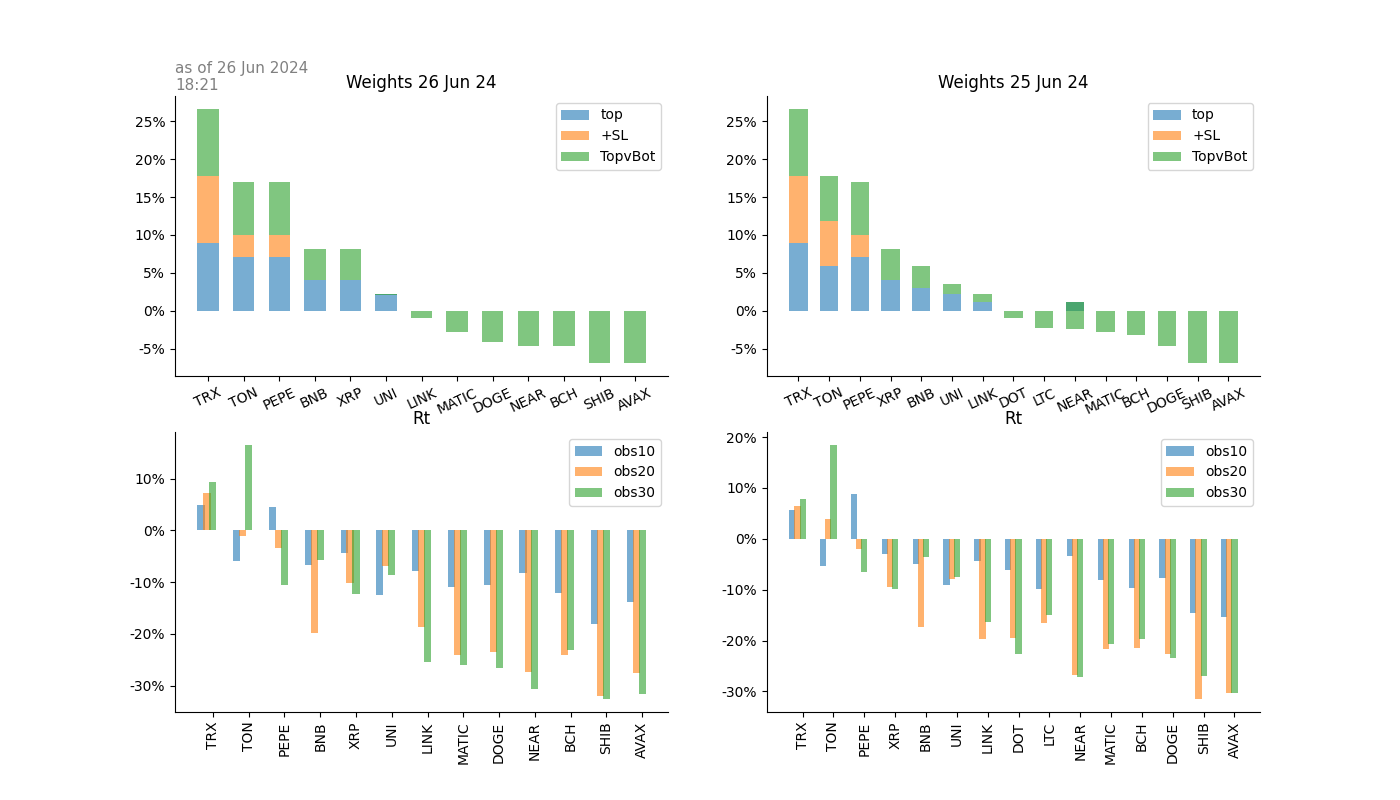 as of 26 Jun 2024
18:21
Weights 26 Jun 24
25%
20%
15%
10%
5%
0%
-5%
top
+SL
TopvBot
TRX TON PEPE BNB XRP UNI LINK MATIC DOGE NEAR BCH SHIB AVAX
Weights 25 Jun 24
25%
20%
15%
10%
5%
0%
-5%
top
+SL
TopvBot
TRX TON PEPE XRP BNB UNI LINK DOT LTC NEAR MATIC BCH DOGE SHIB AVAX
Rt
10%
0%
-10%
-20%
-30%
obs10
obs20
obs30
TRX TON PEPE BNB XRP UNI LINK MATIC DOGE NEAR BCH SHIB AVAX
Rt
20%
10%
0%
-10%
-20%
-30%
obs10
obs20
obs30
TRX TON PEPE XRP BNB UNI LINK DOT LTC NEAR MATIC BCH DOGE SHIB AVAX